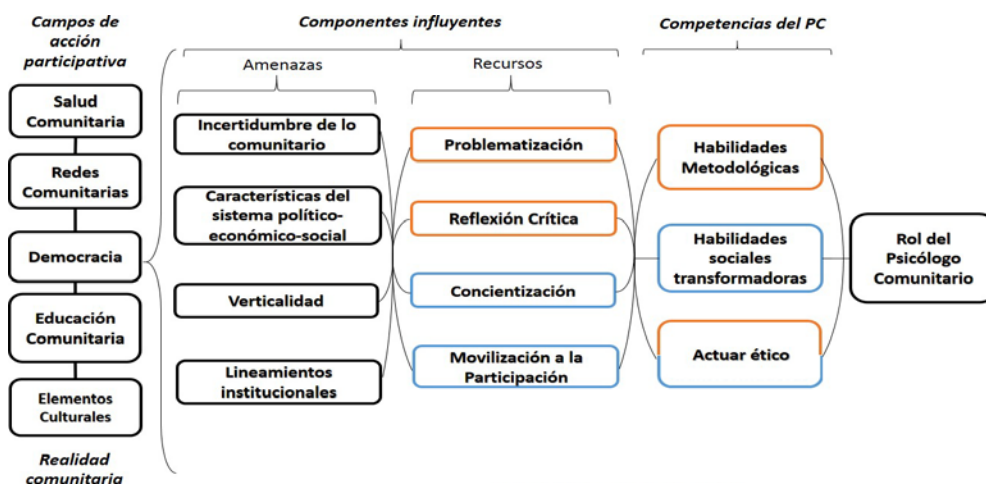 Campos de
acción
participativa
Salud
Comunitaria
Redes
Comunitarias
Democracia
Educación
Comunitaria
Elementos
Culturales
Realidad
comunitaria
Componentes influyentes
Amenazas
Incertidumbre de lo
comunitario
Características del
sistema político-
económico-social
Verticalidad
Lineamientos
institucionales
Recursos
Problematización
Reflexión Crítica
Concientización
Movilización a la
Participación
Competencias del PC
Habilidades
Metodológicas
Habilidades
sociales
transformadoras
Actuar ético
Rol del
Psicólogo
Comunitario